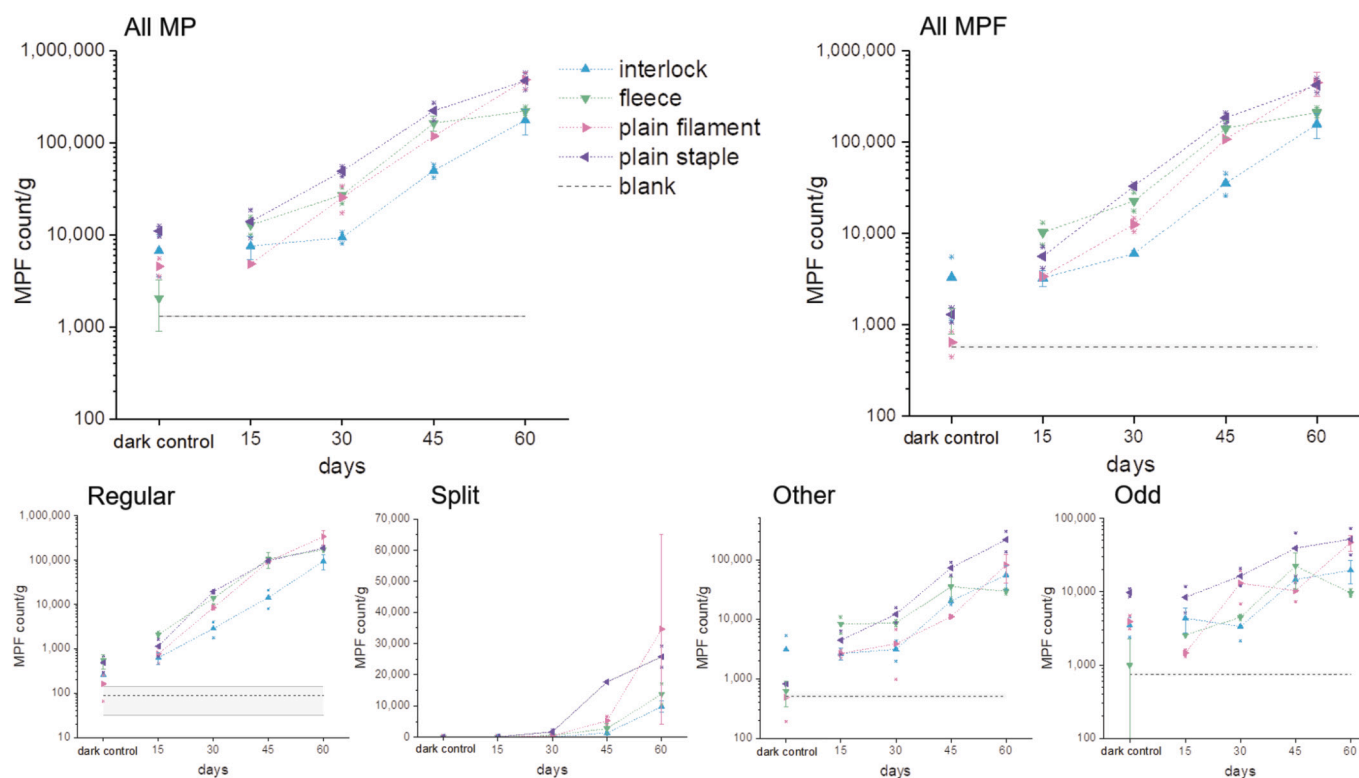 All MP
1,000,000
100,000
10,000
1,000
100
MPF count/g
dark control 15 30 45 60
days
interlock
fleece
plain filament
plain staple
blank
All MPF
1,000,000
100,000
10,000
1,000
100
MPF count/g
dark control 15 30 45 60
days
Regular
1,000,000
100,000
10,000
1,000
100
10
MPF count/g
dark control 15 30 45 60
days
Split
70,000
60,000
50,000
40,000
30,000
20,000
10,000
0
MPF count/g
dark control 15 30 45 60
days
Other
100,000
10,000
1,000
100
MPF count/g
dark control 15 30 45 60
days
Odd
100,000
10,000
1,000
100
MPF count/g
dark control 15 30 45 60
days